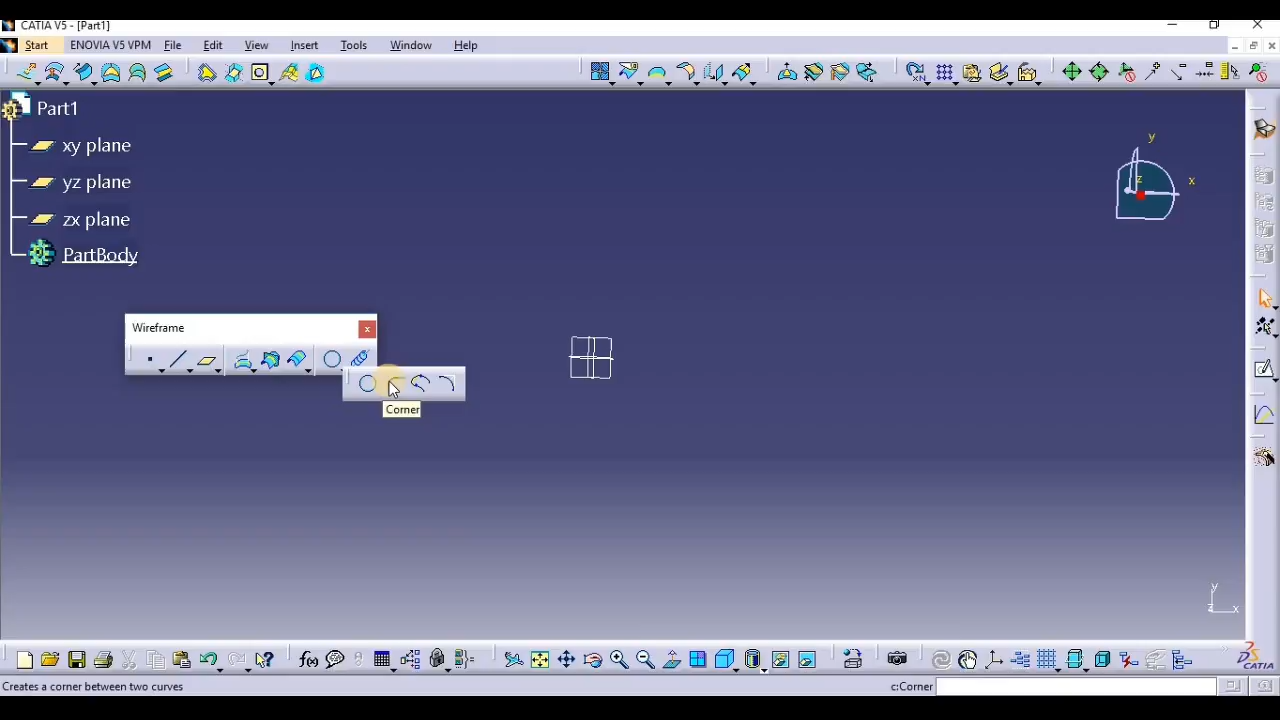 CATIA V5 - [Part1]
Start ENOVIA V5 VPM File Edit View Insert Tools Window Help
Part1
xy plane
yz plane
zx plane
PartBody
y
x
z
Wireframe
Corner
y
z x
CATIA
Creates a corner between two curves
c:Corner